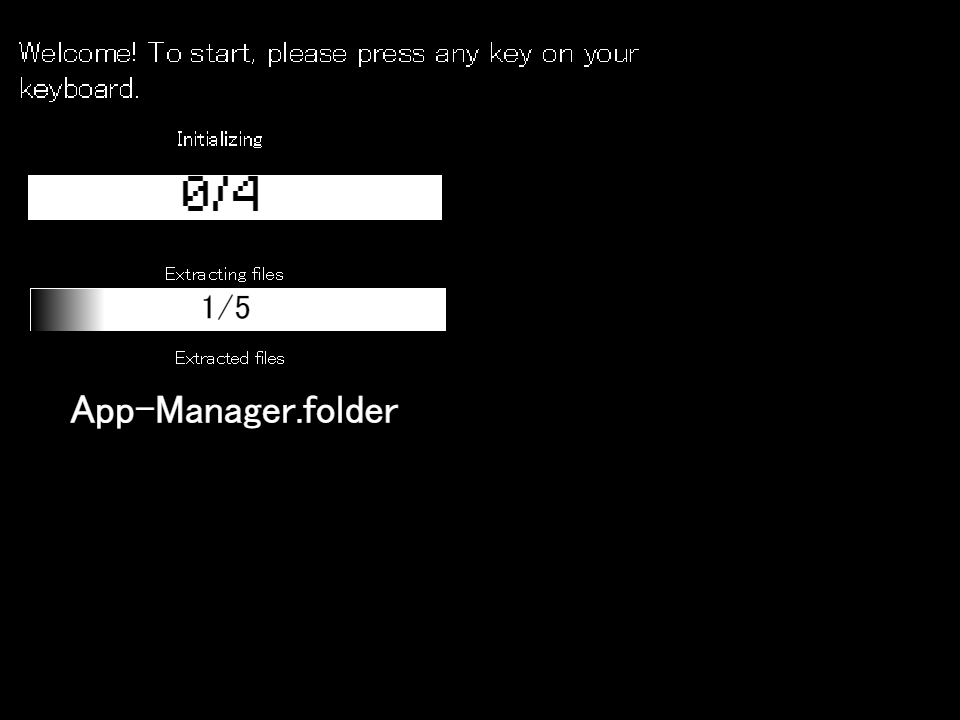 Welcome! To start, please press any key on your
keyboard.
Initializing
0/4
Extracting files
1/5
Extracted files
App-Manager.folder